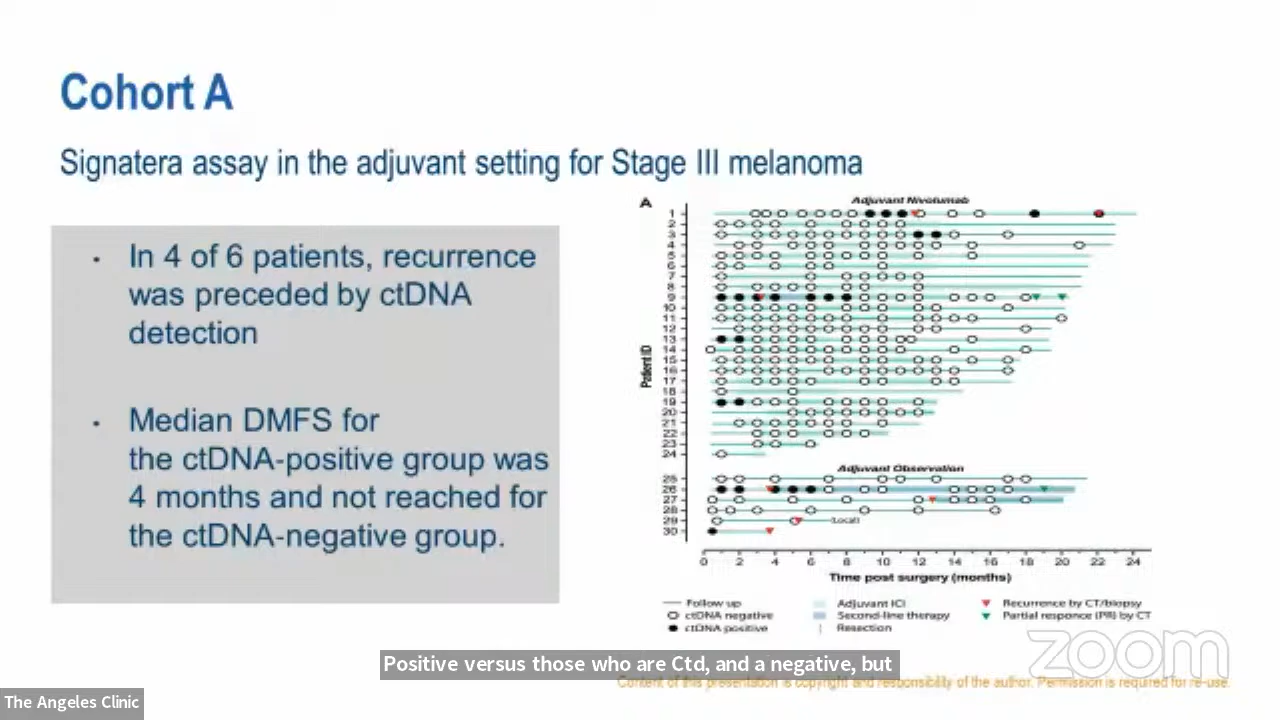 Cohort A
Signatera assay in the adjuvant setting for Stage III melanoma
• In 4 of 6 patients, recurrence
was preceded by ctDNA
detection
• Median DMFS for
the ctDNA-positive group was
4 months and not reached for
the ctDNA-negative group.
A
Adjuvant Nivolumab
Patient ID
1
2
3
4
5
6
7
8
9
10
11
12
13
14
15
16
17
18
19
20
21
22
23
24
Adjuvant Observation
25
26
27
28
29
(Local)
30
0 2 4 6 8 10 12 14 16 18 20 22 24
Time post surgery (months)
Follow up
ctDNA negative
ctDNA positive
Adjuvant ICI
Second-line therapy
Resection
Recurrence by CT/biopsy
Partial responce (PR) by CT
zoom
Positive versus those who are Ctd, and a negative, but
Content of this presentation is copyright and responsibility of the author. Permission is required for re-use.
The Angeles Clinic